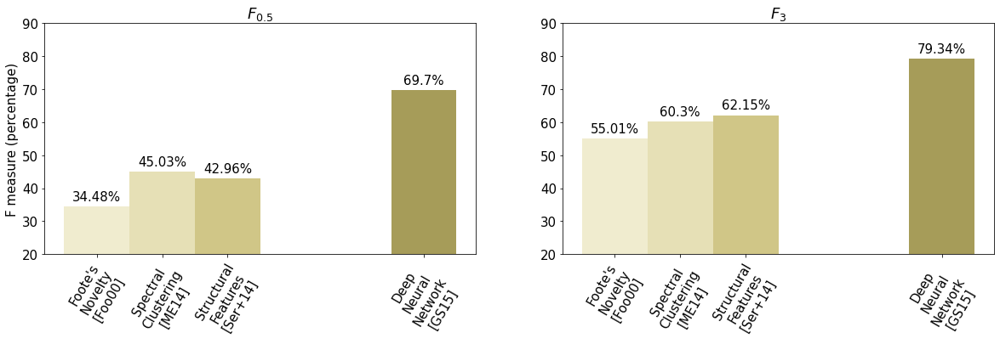 F0.5
F measure (percentage)
90
80
70
60
50
40
30
20
34.48%
45.03%
42.96%
69.7%
Foote's
Novelty
[Foo00]
Spectral
Clustering
[ME14]
Structural
Features
[Ser+14]
Deep
Neural
Network
[GS15]
F3
90
80
70
60
50
40
30
20
55.01%
60.3%
62.15%
79.34%
Foote's
Novelty
[Foo00]
Spectral
Clustering
[ME14]
Structural
Features
[Ser+14]
Deep
Neural
Network
[GS15]